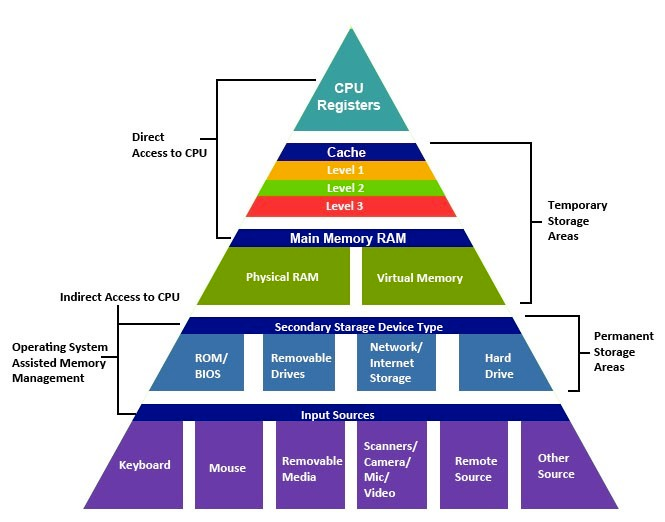 CPU
Registers
Direct
Access to CPU
Cache
Level 1
Level 2
Level 3
Temporary
Storage
Areas
Main Memory RAM
Physical RAM
Virtual Memory
Indirect Access to CPU
Operating System
Assisted Memory
Management
Secondary Starage Device Type
ROM/
BIOS
Removable
Drives
Network/
Internet
Storage
Hard
Drive
Permanent
Storage
Areas
Input Sources
Keyboard
Mouse
Removable
Media
Scanners/
Camera/
Mic/
Video
Remote
Source
Other
Source